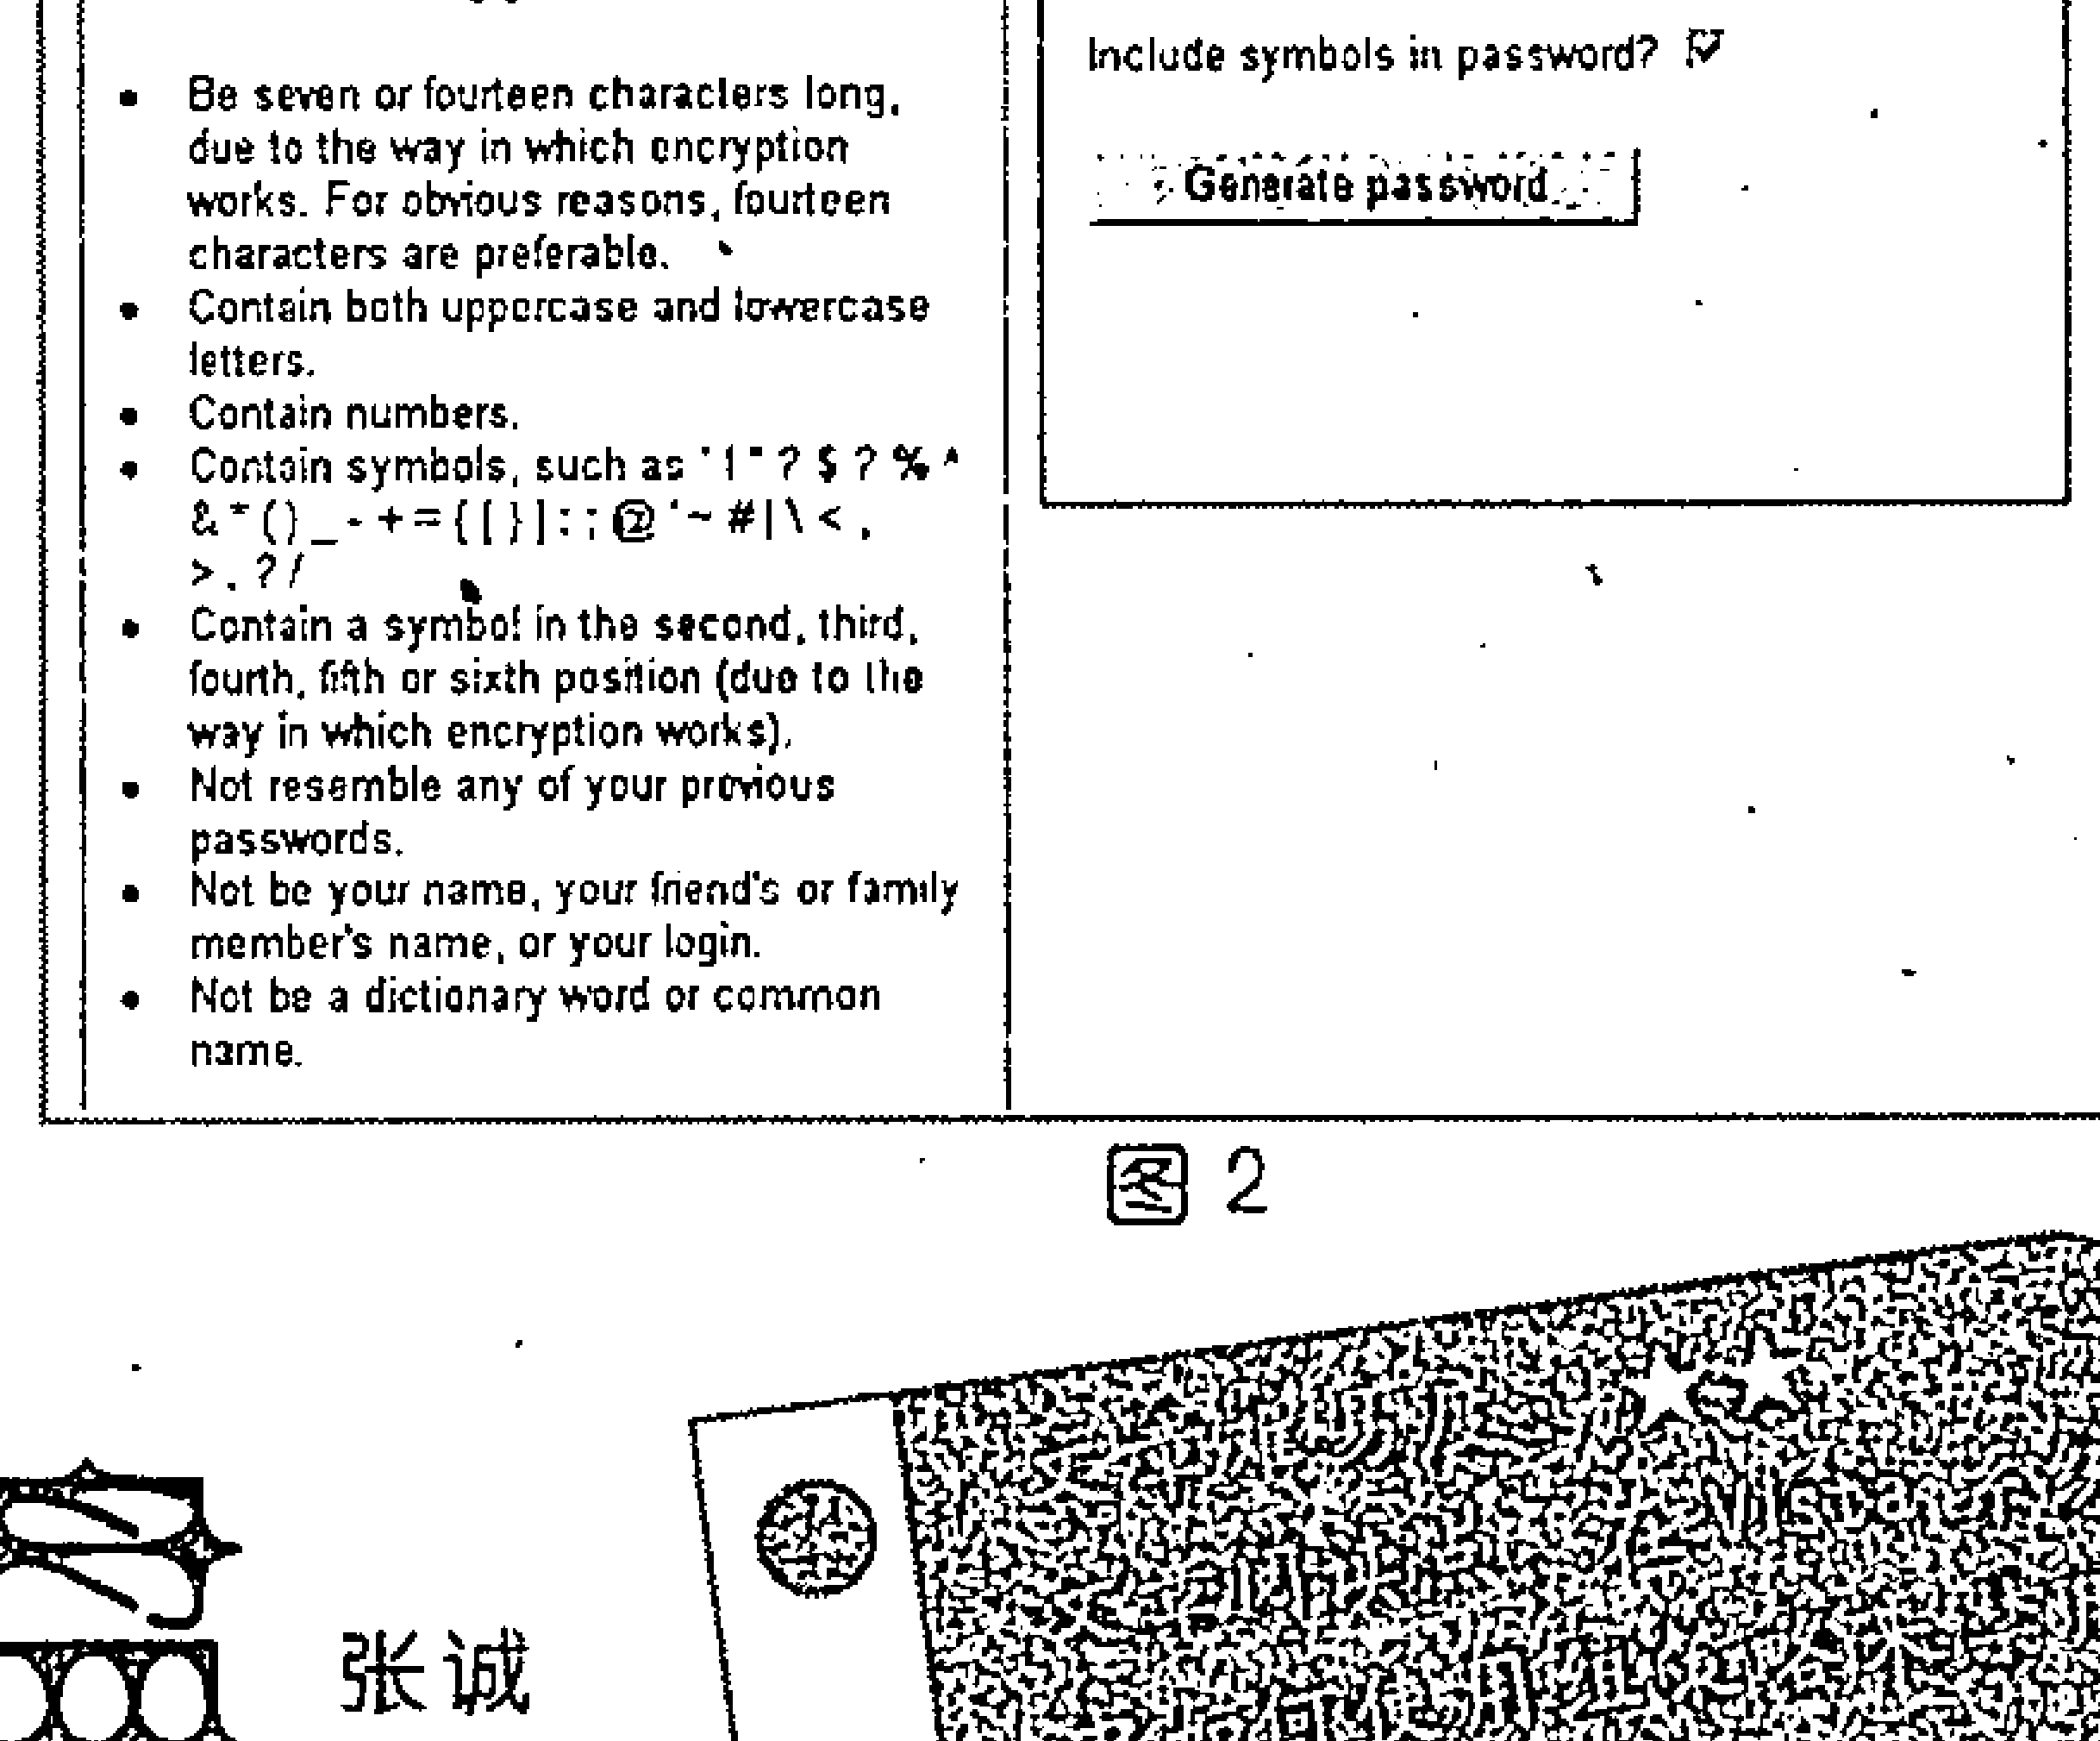 Be seven or fourteen characters long,
due to the way in which encryption
works. For obvious reasons, fourteen
characters are preferable.
Contain both uppercase and lowercase
letters.
Contain numbers.
Contain symbols, such as ` ! " ? $ ? % ^
& * ( ) _ - + = { [ } ] : ; @ ' ~ # | \ < ,
> . ? /
Contain a symbol in the second, third,
fourth, fifth or sixth position (due to the
way in which encryption works).
Not resemble any of your previous
passwords.
Not be your name, your friend's or family
member's name, or your login.
Not be a dictionary word or common
name.
Include symbols in password?
Generate password
图 2
张诚